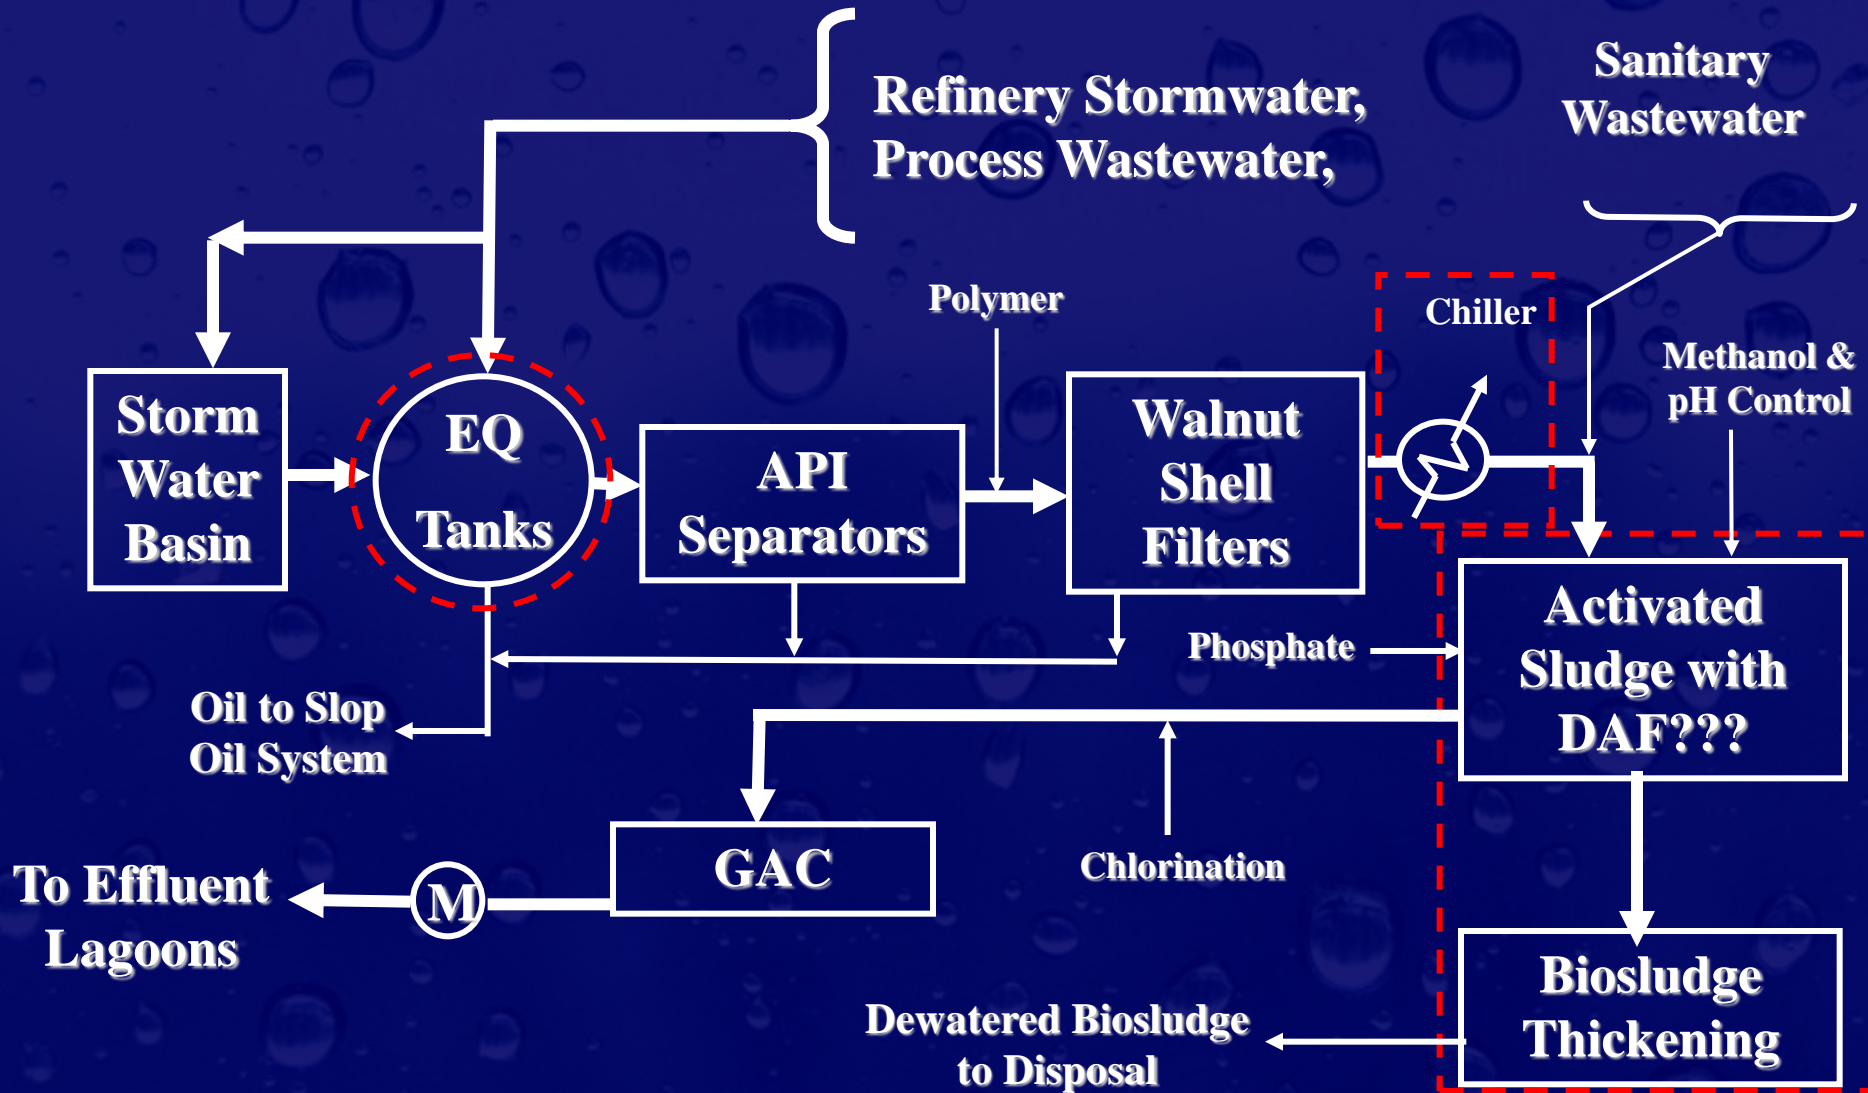 Refinery Stormwater,
Process Wastewater,
Sanitary
Wastewater
Polymer
Chiller
Methanol &
pH Control
Storm
Water
Basin
EQ
Tanks
API
Separators
Walnut
Shell
Filters
Activated
Sludge with
DAF???
Phosphate
Oil to Slop
Oil System
GAC
Chlorination
M
To Effluent
Lagoons
Biosludge
Thickening
Dewatered Biosludge
to Disposal